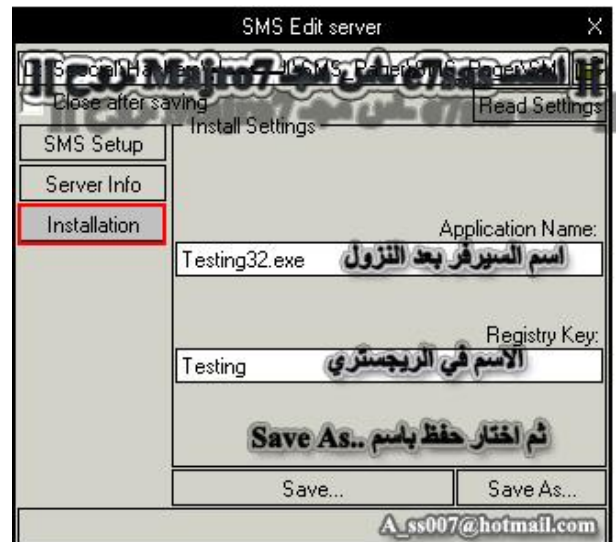 SMS Edit server X
Close after saving
Read Settings
Install Settings
SMS Setup
Server Info
Installation
Application Name:
Testing32.exe
اسم السيرفر بعد النزول
Registry Key:
Testing
الاسم في الريجستري
ثم اختار حفظ باسم Save As..
Save...
Save As...
A_ss007@hotmail.com